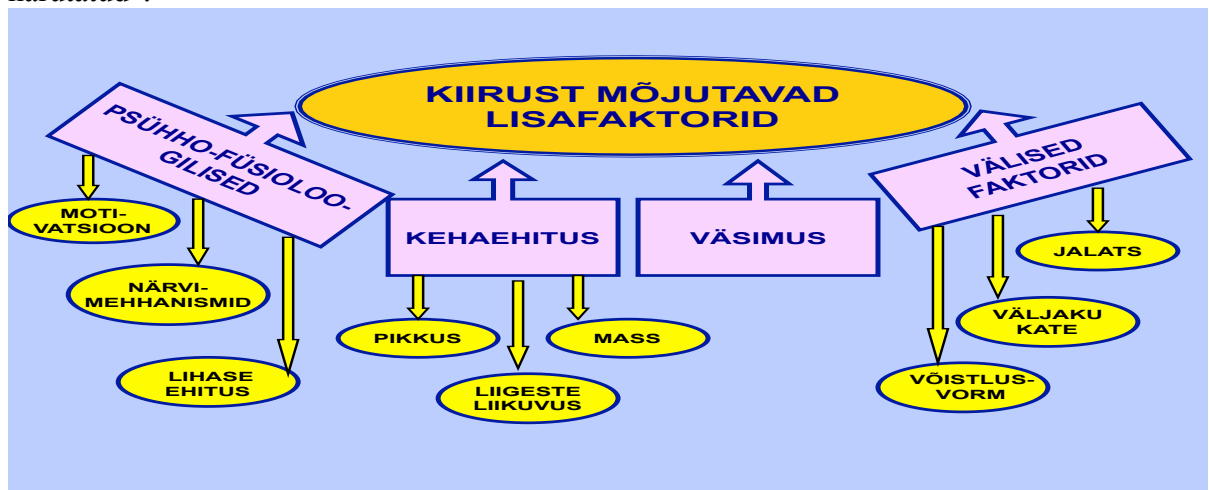 KIIRUST MÕJUTAVAD
LISAFAKTORID
PSÜHHO-FÜSIOLOO-
GILISED
KEHAEHITUS
VÄSIMUS
VÄLISED
FAKTORID
MOTI-
VATSIOON
NÄRVI-
MEHHANISMID
LIHASE
EHITUS
PIKKUS
LIIGESTE
LIIKUVUS
MASS
VÕISTLUS-
VORM
VÄLJAKU
KATE
JALATS